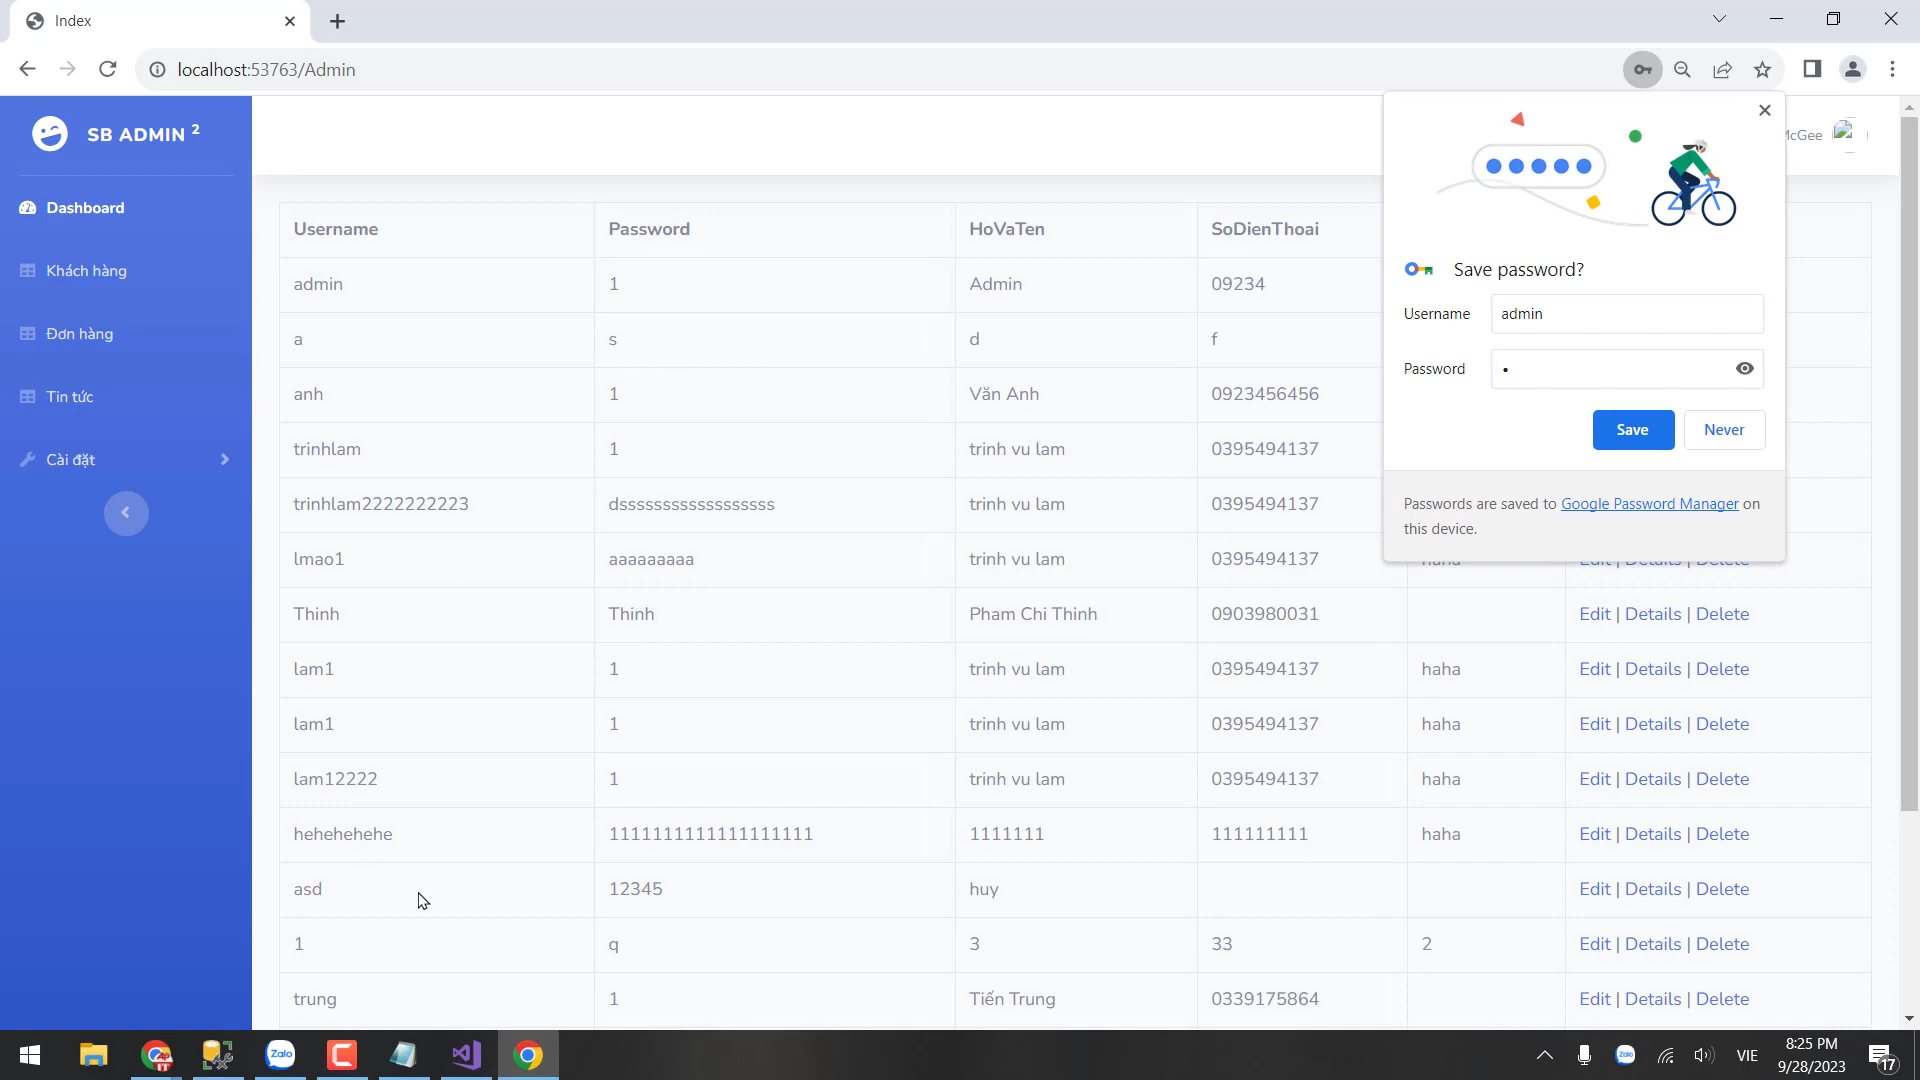 Index
localhost:53763/Admin
SB ADMIN 2
Dashboard
Khách hàng
Đơn hàng
Tin tức
Cài đặt
McGee
Username Password HoVaTen SoDienThoai
admin 1 Admin 09234
a s d f
anh 1 Văn Anh 0923456456
trinhlam 1 trinh vu lam 0395494137
trinhlam2222222223 dssssssssssssssssss trinh vu lam 0395494137
lmao1 aaaaaaaaa trinh vu lam 0395494137 haha Edit | Details | Delete
Thinh Thinh Pham Chi Thinh 0903980031 Edit | Details | Delete
lam1 1 trinh vu lam 0395494137 haha Edit | Details | Delete
lam1 1 trinh vu lam 0395494137 haha Edit | Details | Delete
lam12222 1 trinh vu lam 0395494137 haha Edit | Details | Delete
hehehehehe 1111111111111111111 1111111 111111111 haha Edit | Details | Delete
asd 12345 huy Edit | Details | Delete
1 q 3 33 2 Edit | Details | Delete
trung 1 Tiến Trung 0339175864 Edit | Details | Delete
Save password?
Username admin
Password •
Save Never
Passwords are saved to Google Password Manager on
this device.
Zalo
VIE
8:25 PM
9/28/2023
17